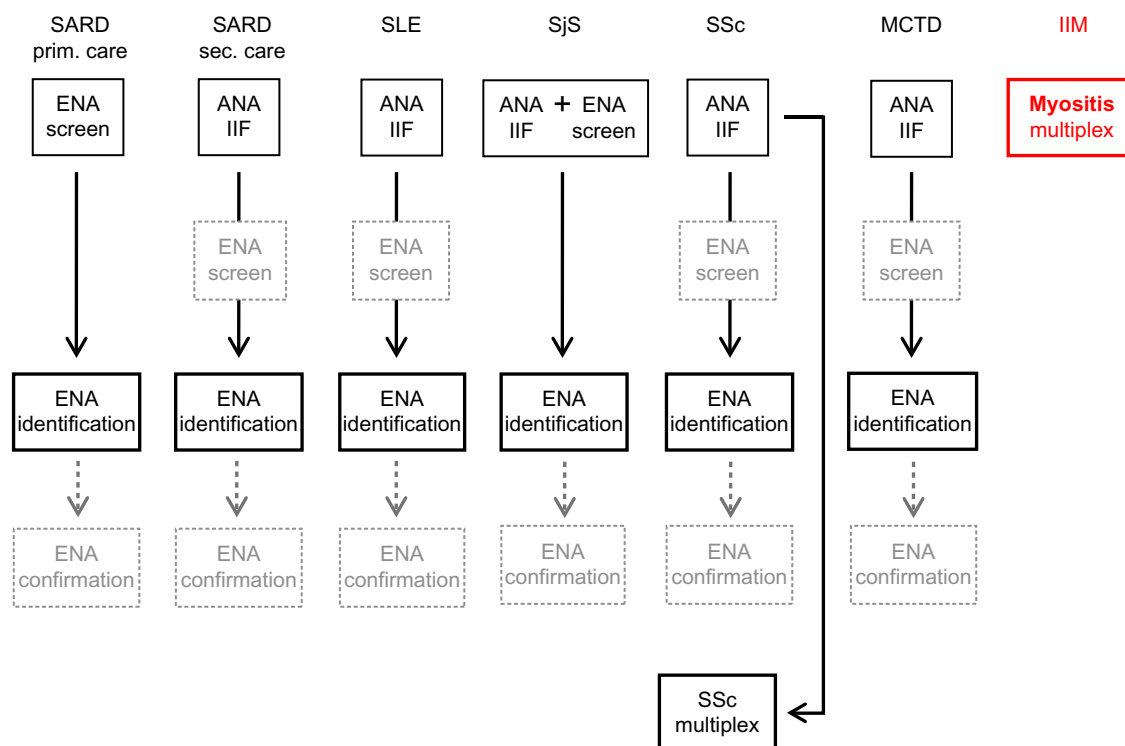 SARD
prim. care
SARD
sec. care
SLE
SjS
SSc
MCTD
IIM
ENA
screen
ANA
IIF
ANA
IIF
ANA + ENA
IIF screen
ANA
IIF
ANA
IIF
Myositis
multiplex
ENA
screen
ENA
screen
ENA
screen
ENA
screen
ENA
identification
ENA
identification
ENA
identification
ENA
identification
ENA
identification
ENA
identification
ENA
confirmation
ENA
confirmation
ENA
confirmation
ENA
confirmation
ENA
confirmation
ENA
confirmation
SSc
multiplex